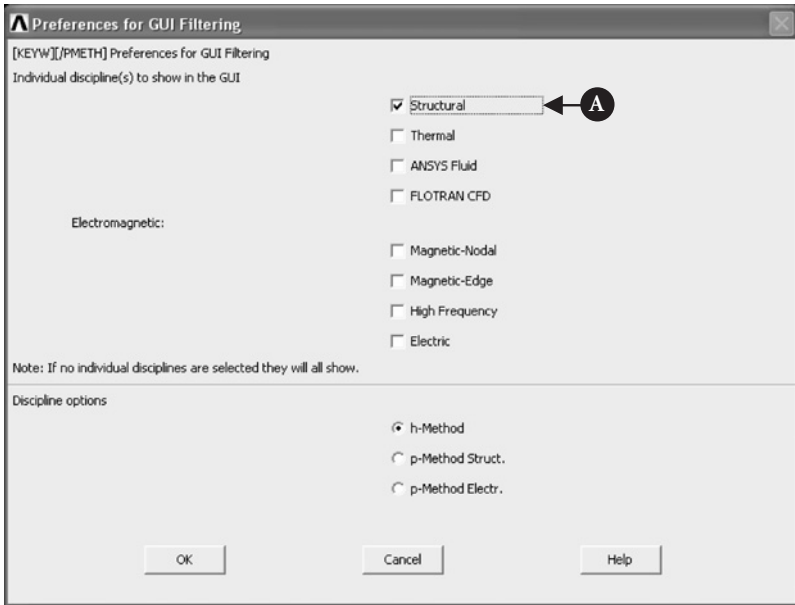 Preferences for GUI Filtering
[KEYW][/PMETH] Preferences for GUI Filtering
Individual discipline(s) to show in the GUI
Structural
A
Thermal
ANSYS Fluid
FLOTRAN CFD
Electromagnetic:
Magnetic-Nodal
Magnetic-Edge
High Frequency
Electric
Note: If no individual disciplines are selected they will all show.
Discipline options
h-Method
p-Method Struct.
p-Method Electr.
OK Cancel Help